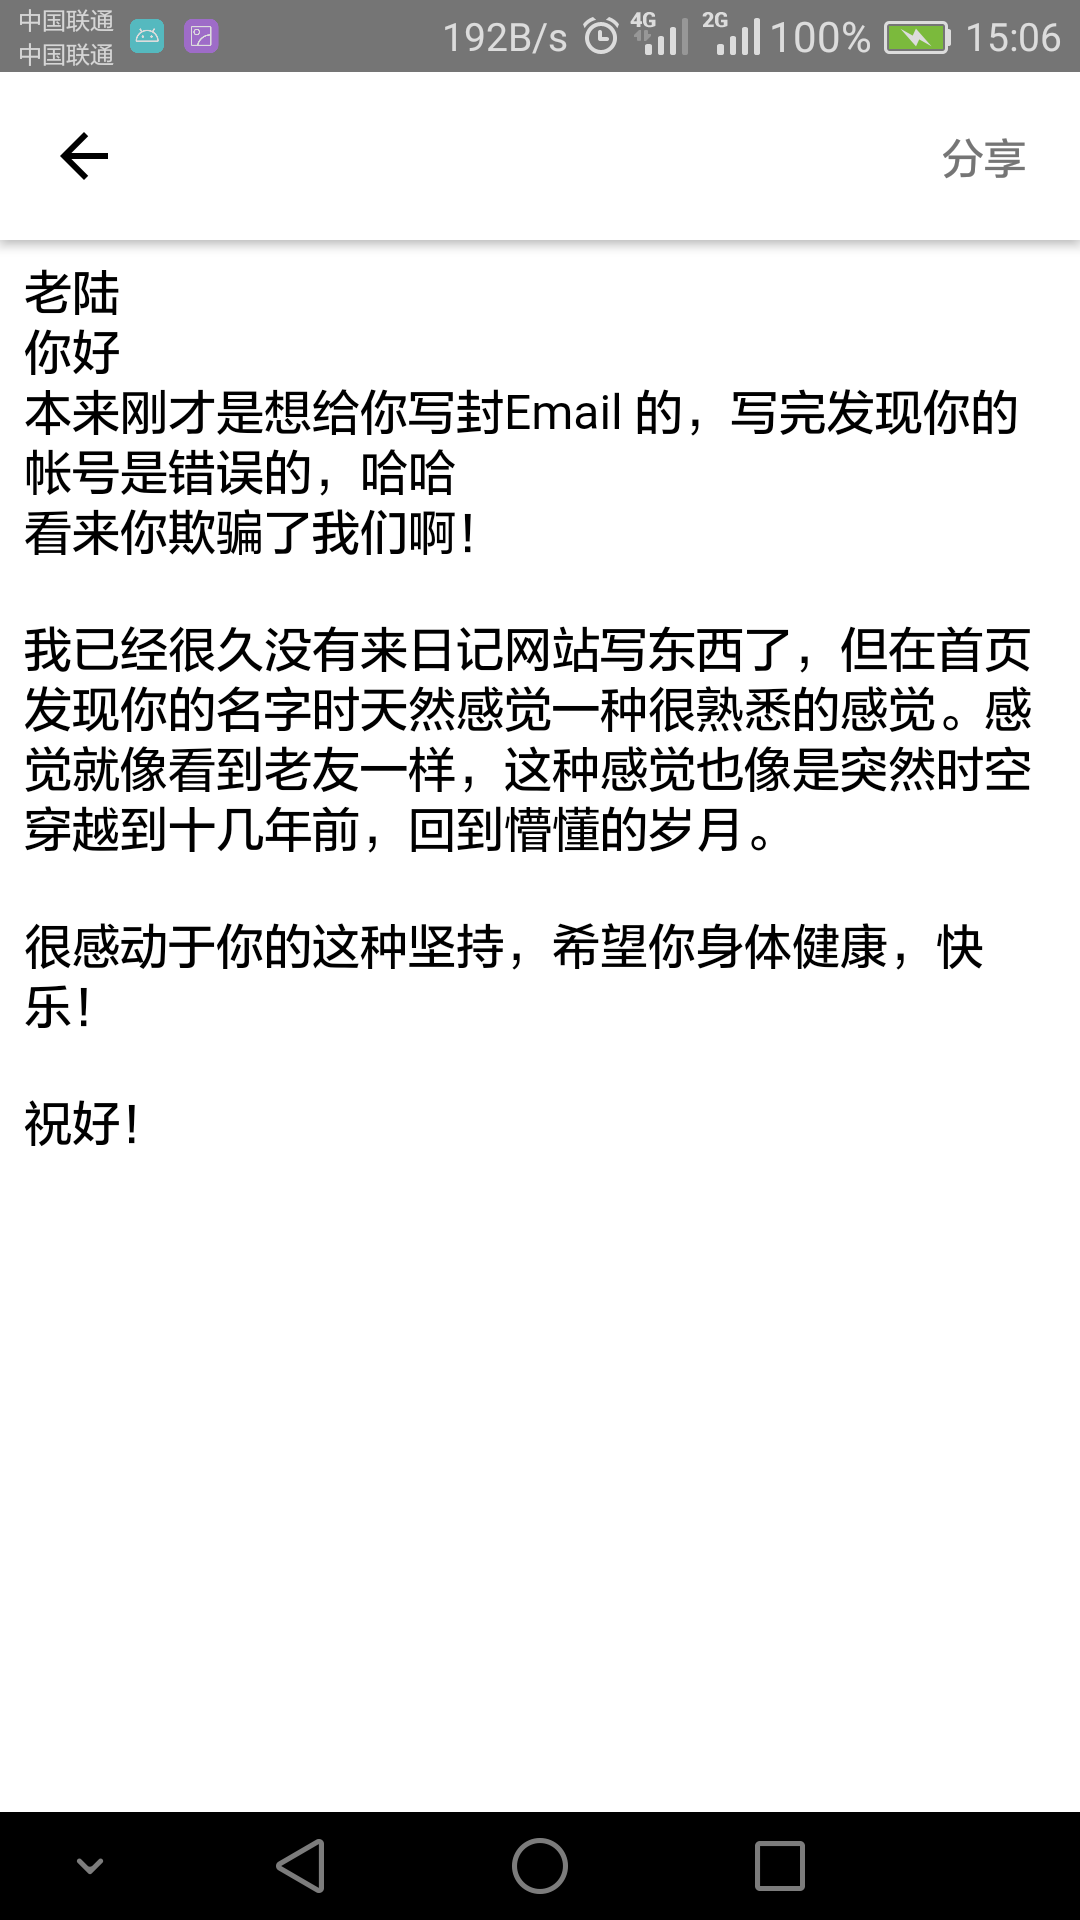 中国联通
中国联通
192B/s 4G 2G 100% 15:06
分享
老陆
你好
本来刚才是想给你写封Email 的，写完发现你的
帐号是错误的，哈哈
看来你欺骗了我们啊！
我已经很久没有来日记网站写东西了，但在首页
发现你的名字时天然感觉一种很熟悉的感觉。感
觉就像看到老友一样，这种感觉也像是突然时空
穿越到十几年前，回到懵懂的岁月。
很感动于你的这种坚持，希望你身体健康，快
乐！
祝好！